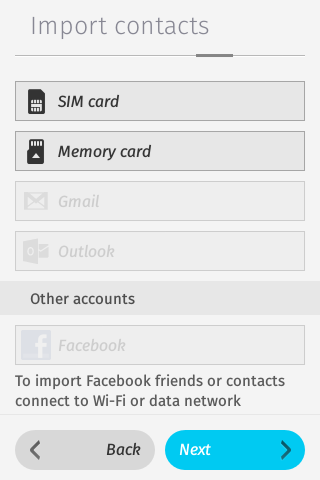 Import contacts
SIM card
Memory card
Gmail
Outlook
Other accounts
Facebook
To import Facebook friends or contacts
connect to Wi-Fi or data network
Back
Next